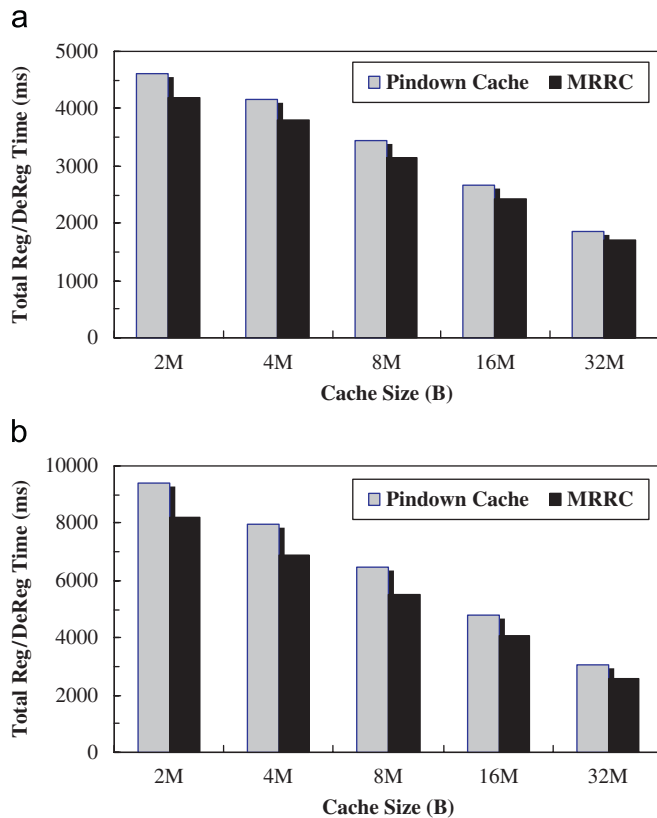 a
Total Reg/DeReg Time (ms)
5000
4000
3000
2000
1000
0
Pindown Cache
MRRC
2M
4M
8M
16M
32M
Cache Size (B)
b
Total Reg/DeReg Time (ms)
10000
8000
6000
4000
2000
0
Pindown Cache
MRRC
2M
4M
8M
16M
32M
Cache Size (B)